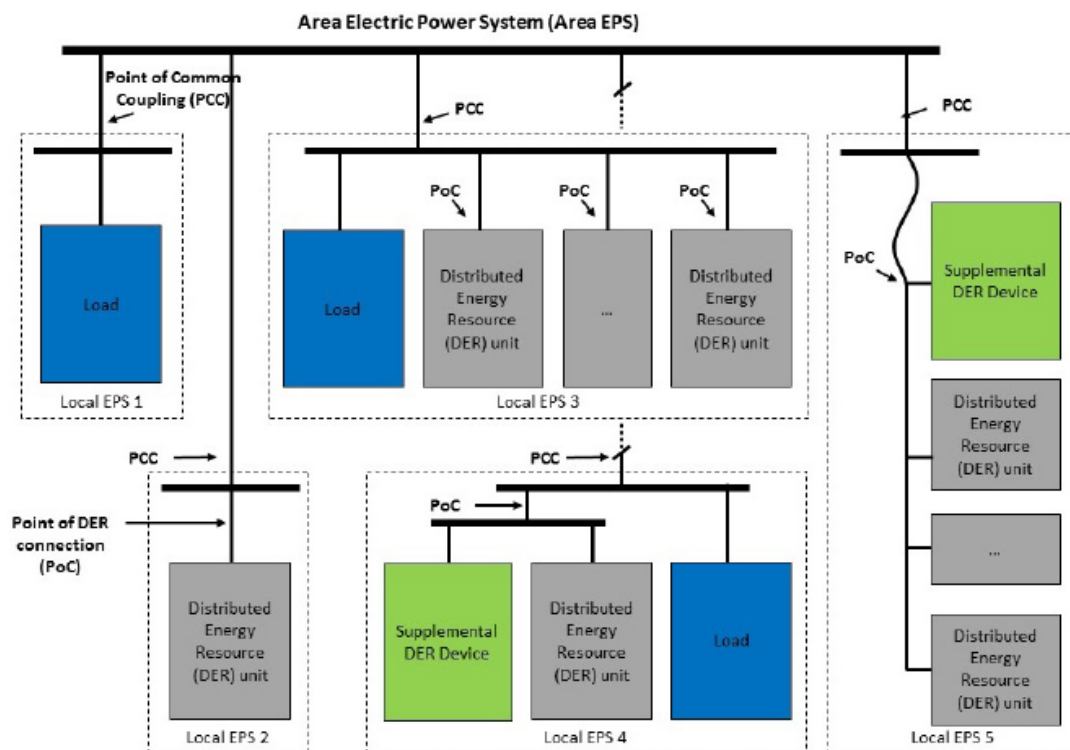 Area Electric Power System (Area EPS)
Point of Common
Coupling (PCC)
PCC
PCC
PoC
PoC
PoC
Load
Load
Distributed
Energy
Resource
(DER) unit
...
Distributed
Energy
Resource
(DER) unit
Local EPS 1
Local EPS 3
PoC
Supplemental
DER Device
Distributed
Energy
Resource
(DER) unit
...
Distributed
Energy
Resource
(DER) unit
Local EPS 5
PCC
Point of DER
connection
(PoC)
Distributed
Energy
Resource
(DER) unit
Local EPS 2
PCC
PoC
Supplemental
DER Device
Distributed
Energy
Resource
(DER) unit
Load
Local EPS 4